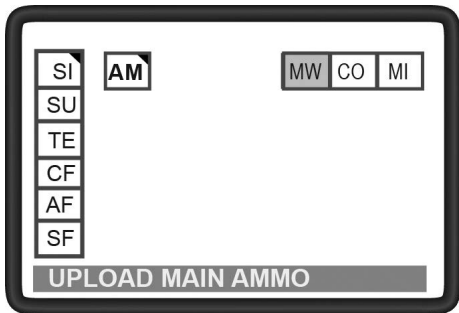 SI AM MW CO MI
SU
TE
CF
AF
SF
UPLOAD MAIN AMMO